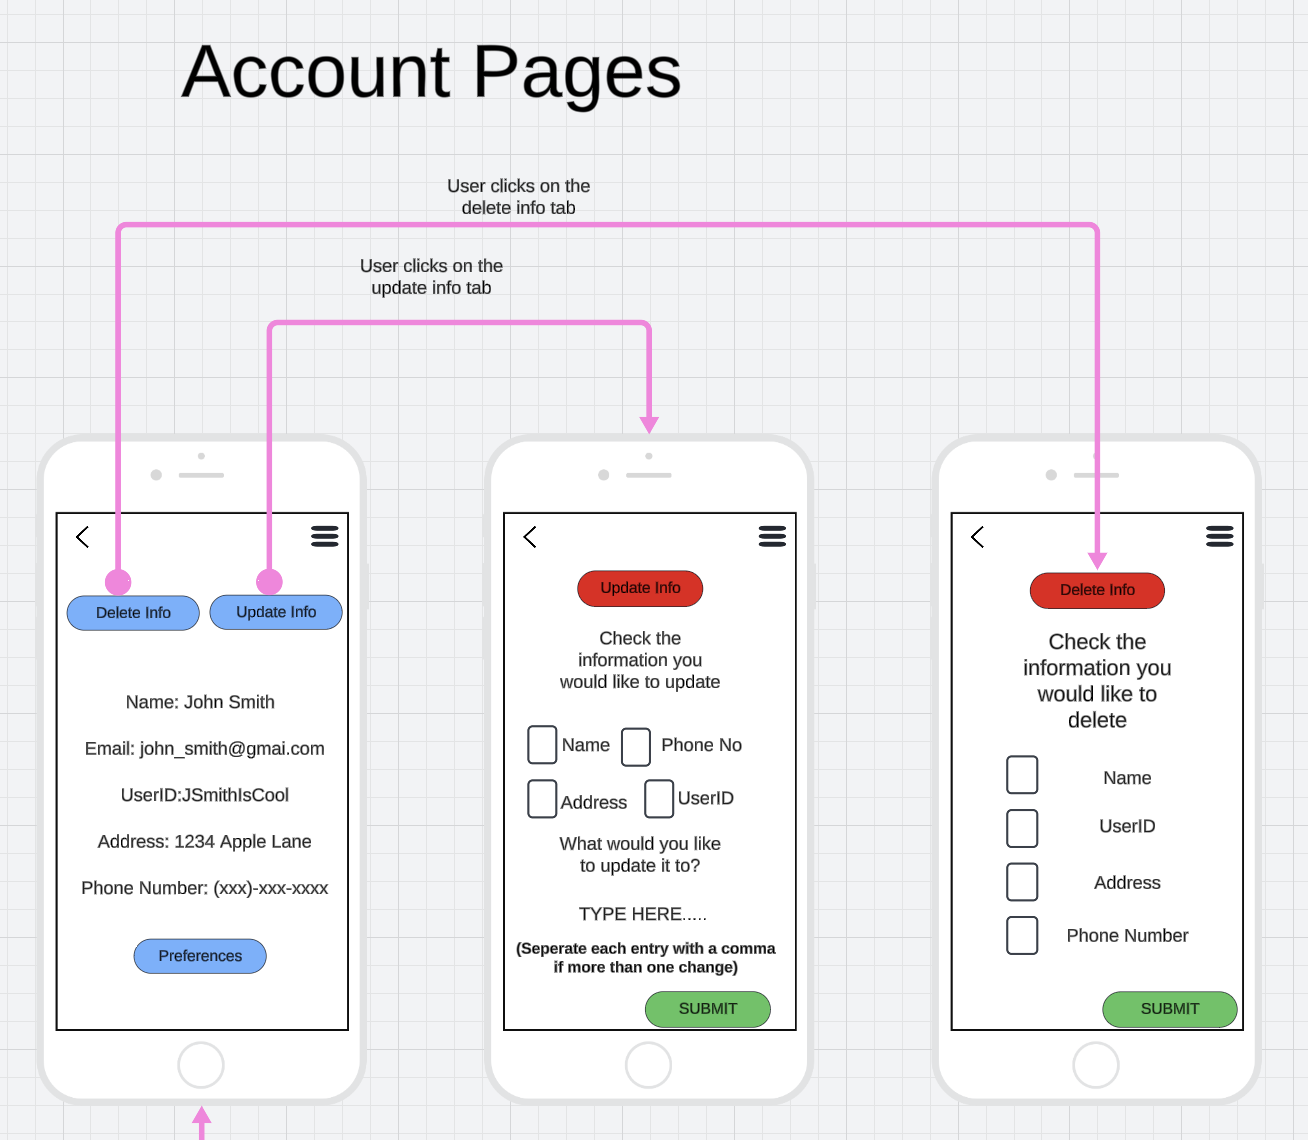 Account Pages
User clicks on the
delete info tab
User clicks on the
update info tab
Delete Info
Update Info
Name: John Smith
Email: john_smith@gmai.com
UserID:JSmithIsCool
Address: 1234 Apple Lane
Phone Number: (xxx)-xxx-xxxx
Preferences
Update Info
Check the
information you
would like to update
Name
Phone No
Address
UserID
What would you like
to update it to?
TYPE HERE.....
(Seperate each entry with a comma
if more than one change)
SUBMIT
Delete Info
Check the
information you
would like to
delete
Name
UserID
Address
Phone Number
SUBMIT